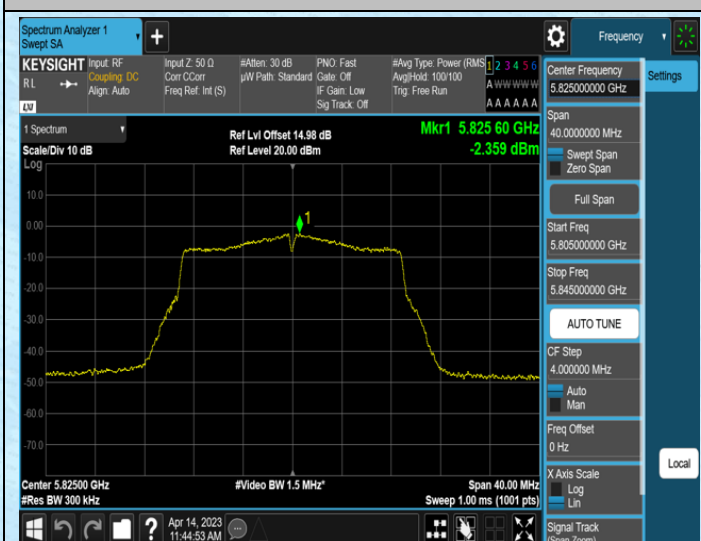 Spectrum Analyzer 1
Swept SA
Frequency
KEYSIGHT
R L
LXI
Input: RF
Coupling: DC
Align: Auto
Input Z: 50 Ω
Corr CCorr
Freq Ref: Int (S)
#Atten: 30 dB
µW Path: Standard
PNO: Fast
Gate: Off
IF Gain: Low
Sig Track: Off
#Avg Type: Power (RMS
Avg|Hold: 100/100
Trig: Free Run
1 2 3 4 5 6
A W W W W W
A A A A A A
1 Spectrum
Scale/Div 10 dB
Log
Ref Lvl Offset 14.98 dB
Ref Level 20.00 dBm
Mkr1 5.825 60 GHz
-2.359 dBm
10.0
0.00
-10.0
-20.0
-30.0
-40.0
-50.0
-60.0
-70.0
1
Center 5.82500 GHz
#Res BW 300 kHz
#Video BW 1.5 MHz*
Span 40.00 MHz
Sweep 1.00 ms (1001 pts)
Center Frequency
5.825000000 GHz
Settings
Span
40.0000000 MHz
Swept Span
Zero Span
Full Span
Start Freq
5.805000000 GHz
Stop Freq
5.845000000 GHz
AUTO TUNE
CF Step
4.000000 MHz
Auto
Man
Freq Offset
0 Hz
X Axis Scale
Log
Lin
Signal Track
(Span Zoom)
Local
?
Apr 14, 2023
11:44:53 AM